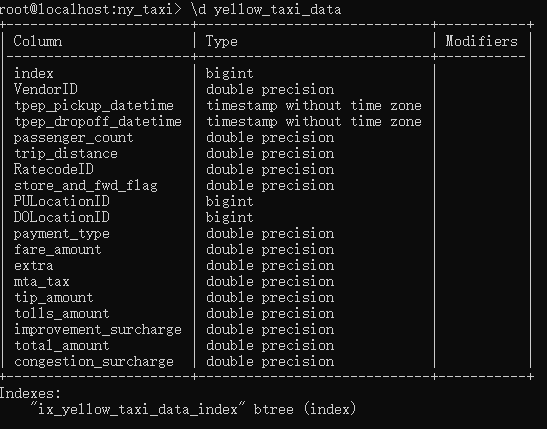 root@localhost:ny_taxi> \d yellow_taxi_data
+-----------------------+-----------------------------+-----------+
| Column                | Type                        | Modifiers |
|-----------------------+-----------------------------+-----------|
| index                 | bigint                      |           |
| VendorID              | double precision            |           |
| tpep_pickup_datetime  | timestamp without time zone |           |
| tpep_dropoff_datetime | timestamp without time zone |           |
| passenger_count       | double precision            |           |
| trip_distance         | double precision            |           |
| RatecodeID            | double precision            |           |
| store_and_fwd_flag    | double precision            |           |
| PULocationID          | bigint                      |           |
| DOLocationID          | bigint                      |           |
| payment_type          | double precision            |           |
| fare_amount           | double precision            |           |
| extra                 | double precision            |           |
| mta_tax               | double precision            |           |
| tip_amount            | double precision            |           |
| tolls_amount          | double precision            |           |
| improvement_surcharge | double precision            |           |
| total_amount          | double precision            |           |
| congestion_surcharge  | double precision            |           |
+-----------------------+-----------------------------+-----------+
Indexes:
    "ix_yellow_taxi_data_index" btree (index)